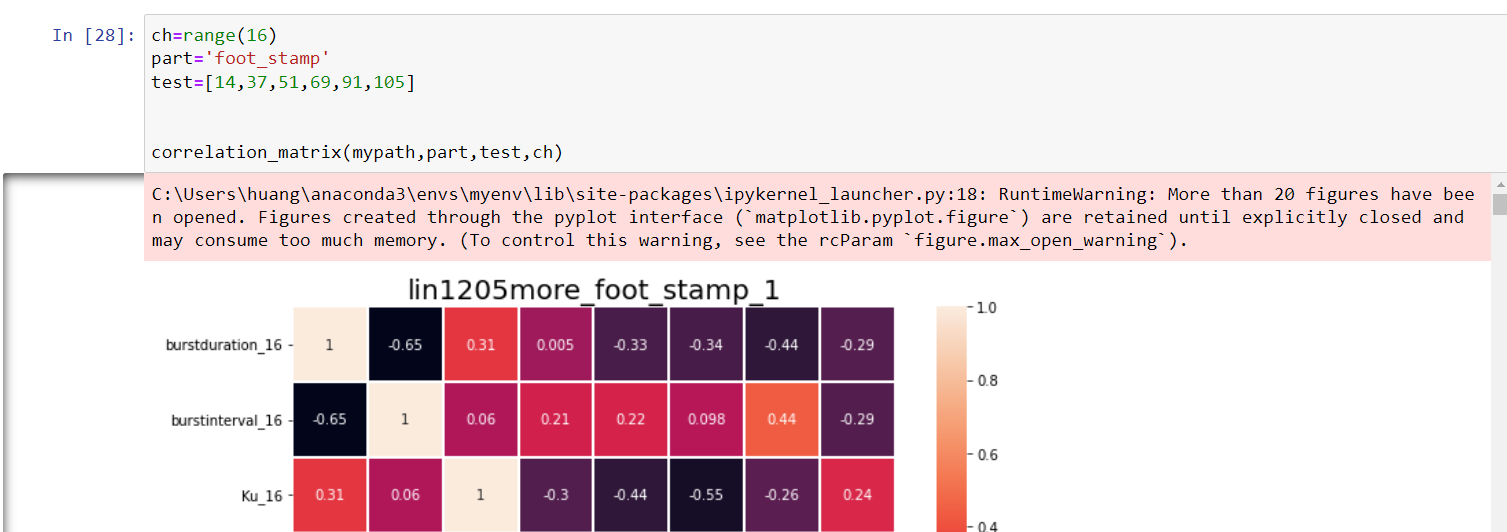 In [28]:
ch=range(16)
part='foot_stamp'
test=[14,37,51,69,91,105]
correlation_matrix(mypath,part,test,ch)
C:\Users\huang\anaconda3\envs\myenv\lib\site-packages\ipykernel_launcher.py:18: RuntimeWarning: More than 20 figures have bee
n opened. Figures created through the pyplot interface (`matplotlib.pyplot.figure`) are retained until explicitly closed and
may consume too much memory. (To control this warning, see the rcParam `figure.max_open_warning`).
lin1205more_foot_stamp_1
burstduration_16 1 -0.65 0.31 0.005 -0.33 -0.34 -0.44 -0.29
burstinterval_16 -0.65 1 0.06 0.21 0.22 0.098 0.44 -0.29
Ku_16 0.31 0.06 1 -0.3 -0.44 -0.55 -0.26 0.24
1.0
0.8
0.6
0.4